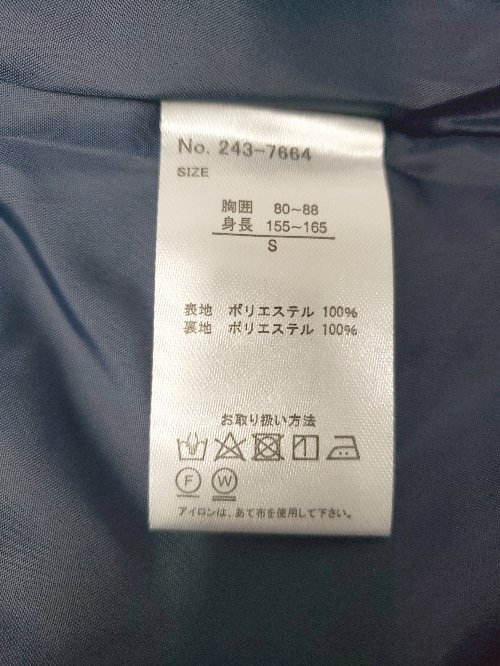 No. 243-7664
SIZE
胸囲 80~88
身長 155~165
S
表地 ポリエステル 100%
裏地 ポリエステル 100%
お取り扱い方法
F W
アイロンは、あて布を使用して下さい。